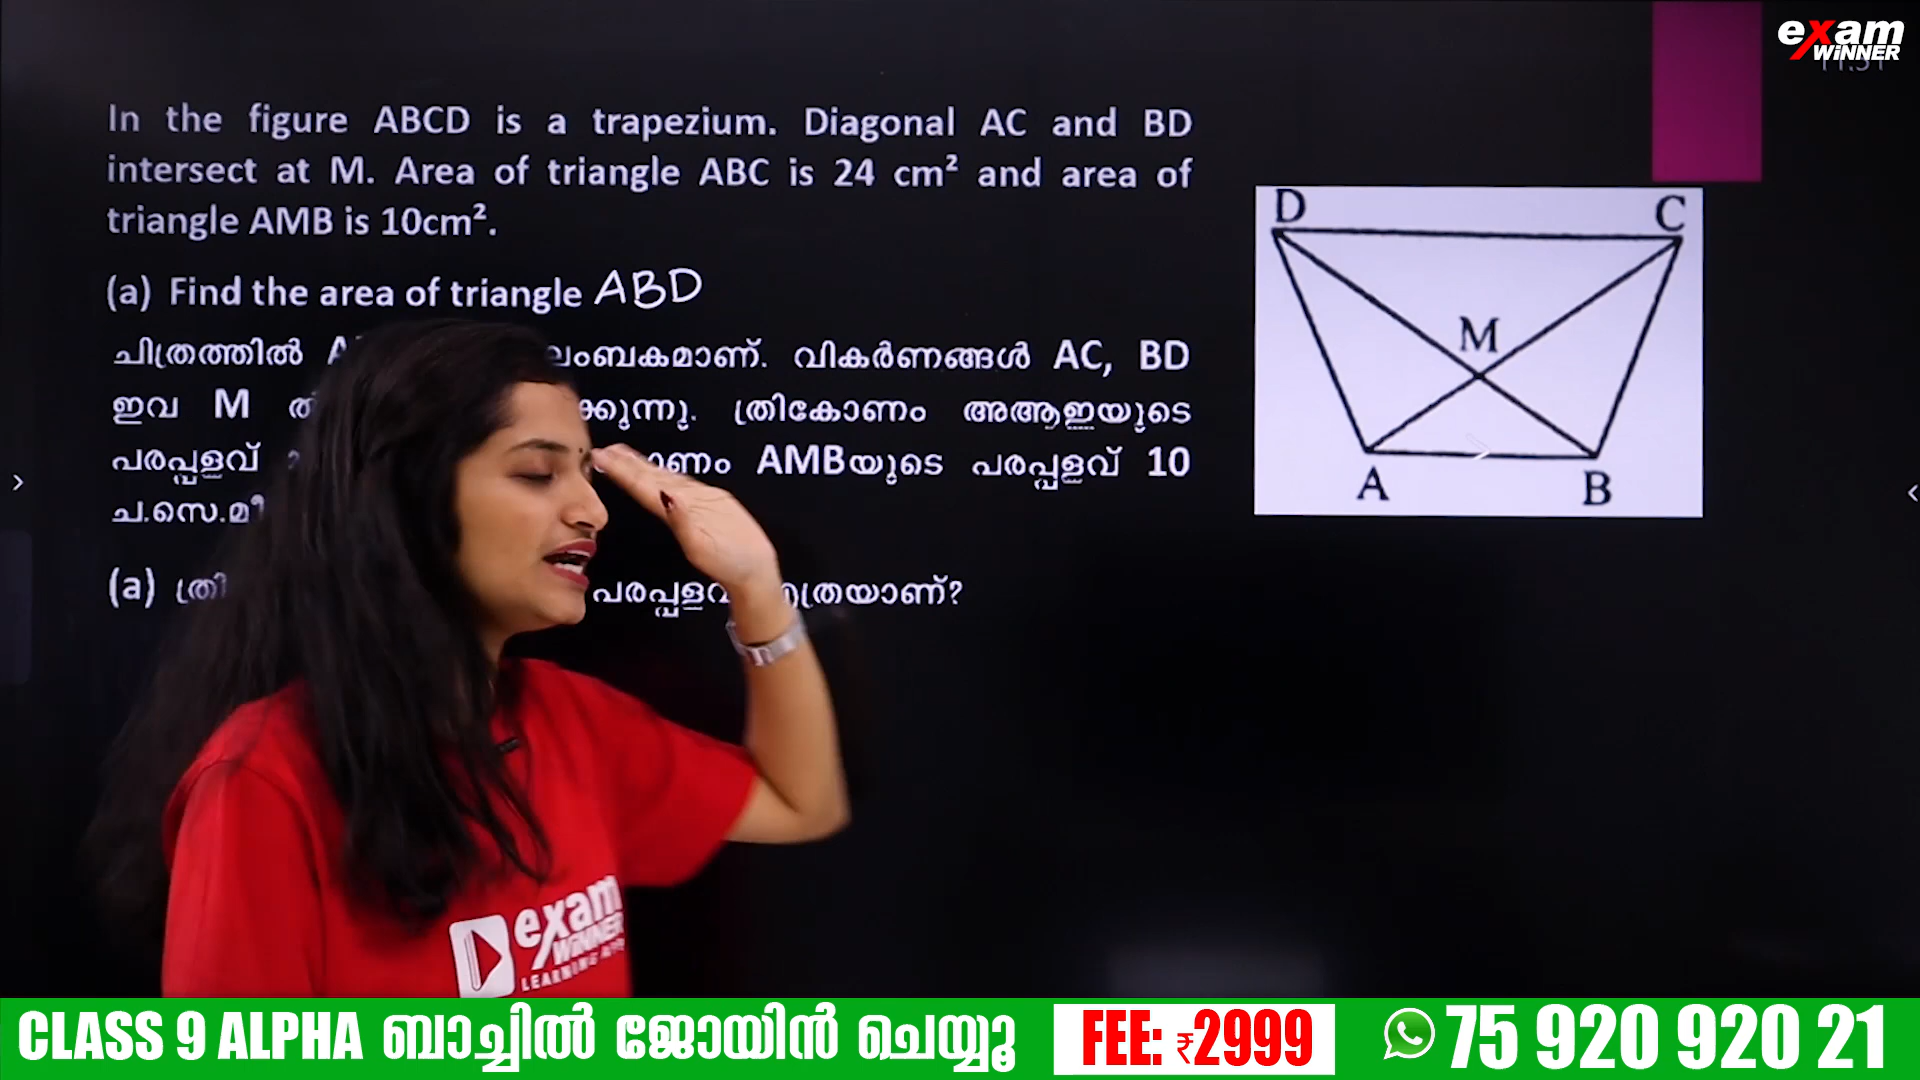 exam
WiNNER
In the figure ABCD is a trapezium. Diagonal AC and BD
intersect at M. Area of triangle ABC is 24 cm² and area of
triangle AMB is 10cm².
(a) Find the area of triangle ABD
ചിത്രത്തിൽ ലംബകമാണ്. വികർണങ്ങൾ AC, BD
ഇവ M ക്കുന്നു. ത്രികോണം അആഇയുടെ
പരപ്പളവ് AMBയുടെ പരപ്പളവ് 10
ച.സെ.മീ
(a) പരപ്പളവ് എത്രയാണ്?
D
C
M
A
B
exam
WiNNER
CLASS 9 ALPHA ബാച്ചിൽ ജോയിൻ ചെയ്യൂ
FEE: ₹2999
75 920 920 21